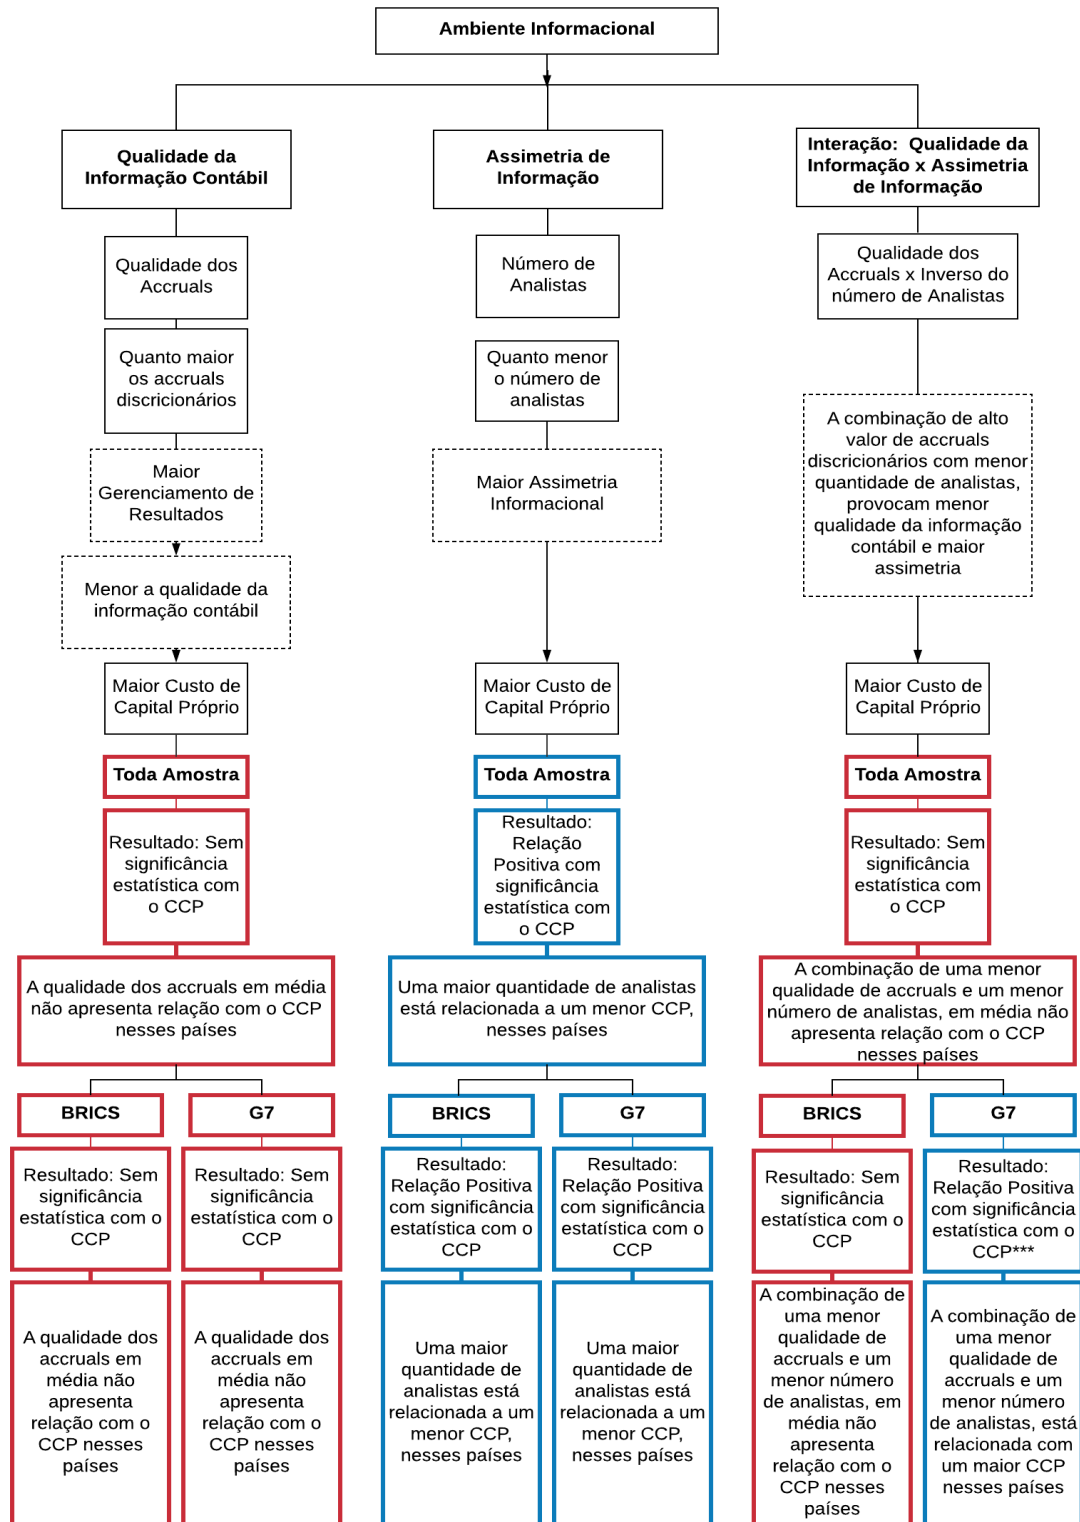 Ambiente Informacional
Qualidade da
Informação Contábil
Assimetria de
Informação
Interação: Qualidade da
Informação x Assimetria
de Informação
Qualidade dos
Accruals
Número de
Analistas
Qualidade dos
Accruals x Inverso do
número de Analistas
Quanto maior
os accruals
discricionários
Quanto menor
o número de
analistas
A combinação de alto
valor de accruals
discricionários com menor
quantidade de analistas,
provocam menor
qualidade da informação
contábil e maior
assimetria
Maior
Gerenciamento de
Resultados
Maior Assimetria
Informacional
Menor a qualidade da
informação contábil
Maior Custo de
Capital Próprio
Maior Custo de
Capital Próprio
Maior Custo de
Capital Próprio
Toda Amostra
Toda Amostra
Toda Amostra
Resultado: Sem
significância
estatística com
o CCP
Resultado:
Relação
Positiva com
significância
estatística com
o CCP
Resultado: Sem
significância
estatística com
o CCP
A qualidade dos accruals em média
não apresenta relação com o CCP
nesses países
Uma maior quantidade de analistas
está relacionada a um menor CCP,
nesses países
A combinação de uma menor
qualidade de accruals e um menor
número de analistas, em média não
apresenta relação com o CCP
nesses países
BRICS
G7
BRICS
G7
BRICS
G7
Resultado: Sem
significância
estatística com o
CCP
Resultado: Sem
significância
estatística com o
CCP
Resultado:
Relação Positiva
com significância
estatística com o
CCP
Resultado:
Relação Positiva
com significância
estatística com o
CCP
Resultado: Sem
significância
estatística com o
CCP
Resultado:
Relação Positiva
com significância
estatística com o
CCP***
A qualidade dos
accruals em
média não
apresenta
relação com o
CCP nesses
países
A qualidade dos
accruals em
média não
apresenta
relação com o
CCP nesses
países
Uma maior
quantidade de
analistas está
relacionada a um
menor CCP,
nesses países
Uma maior
quantidade de
analistas está
relacionada a um
menor CCP,
nesses países
A combinação de
uma menor
qualidade de
accruals e um
menor número
de analistas, em
média não
apresenta
relação com o
CCP nesses
países
A combinação de
uma menor
qualidade de
accruals e um
menor número
de analistas, está
relacionada com
um maior CCP
nesses países